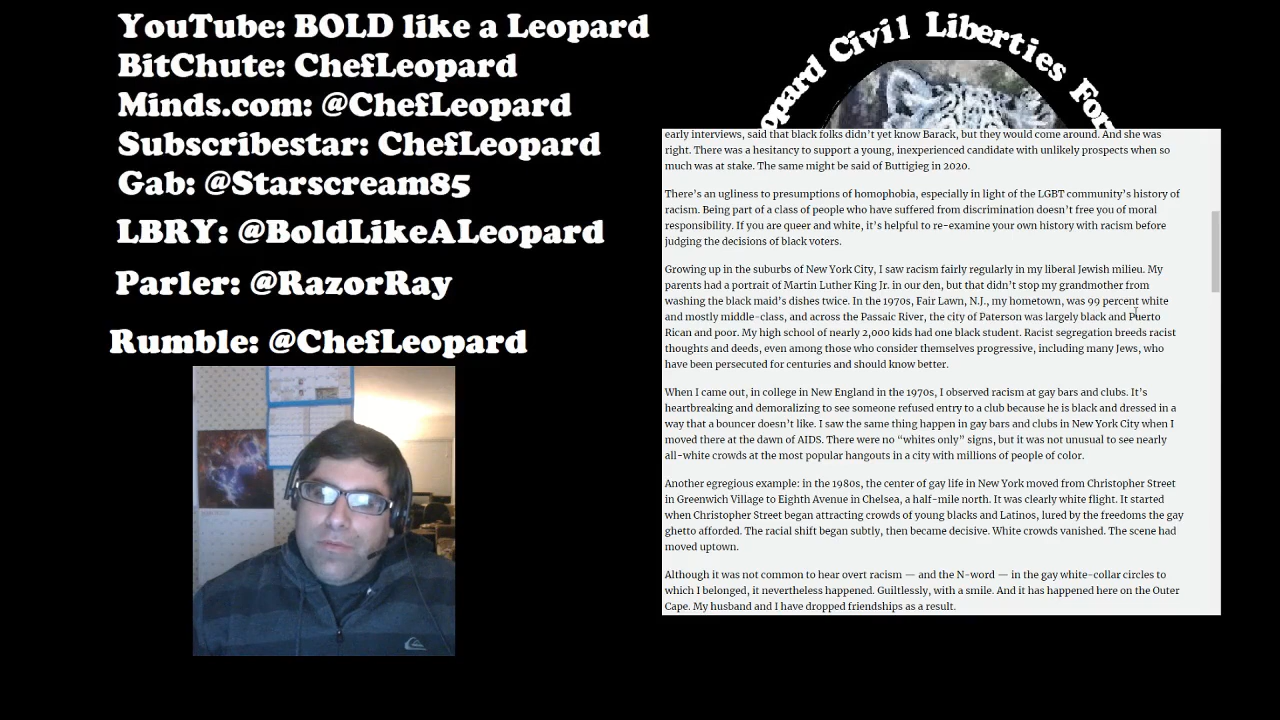 YouTube: BOLD like a Leopard
BitChute: ChefLeopard
Minds.com: @ChefLeopard
Subscribestar: ChefLeopard
Gab: @Starscream85
LBRY: @BoldLikeALeopard
Parler: @RazorRay
Rumble: @ChefLeopard
opard Civil Liberties For
early interviews, said that black folks didn’t yet know Barack, but they would come around. And she was
right. There was a hesitancy to support a young, inexperienced candidate with unlikely prospects when so
much was at stake. The same might be said of Buttigieg in 2020.
There’s an ugliness to presumptions of homophobia, especially in light of the LGBT community’s history of
racism. Being part of a class of people who have suffered from discrimination doesn’t free you of moral
responsibility. If you are queer and white, it’s helpful to re-examine your own history with racism before
judging the decisions of black voters.
Growing up in the suburbs of New York City, I saw racism fairly regularly in my liberal Jewish milieu. My
parents had a portrait of Martin Luther King Jr. in our den, but that didn’t stop my grandmother from
washing the black maid’s dishes twice. In the 1970s, Fair Lawn, N.J., my hometown, was 99 percent white
and mostly middle-class, and across the Passaic River, the city of Paterson was largely black and Puerto
Rican and poor. My high school of nearly 2,000 kids had one black student. Racist segregation breeds racist
thoughts and deeds, even among those who consider themselves progressive, including many Jews, who
have been persecuted for centuries and should know better.
When I came out, in college in New England in the 1970s, I observed racism at gay bars and clubs. It’s
heartbreaking and demoralizing to see someone refused entry to a club because he is black and dressed in a
way that a bouncer doesn’t like. I saw the same thing happen in gay bars and clubs in New York City when I
moved there at the dawn of AIDS. There were no “whites only” signs, but it was not unusual to see nearly
all-white crowds at the most popular hangouts in a city with millions of people of color.
Another egregious example: in the 1980s, the center of gay life in New York moved from Christopher Street
in Greenwich Village to Eighth Avenue in Chelsea, a half-mile north. It was clearly white flight. It started
when Christopher Street began attracting crowds of young blacks and Latinos, lured by the freedoms the gay
ghetto afforded. The racial shift began subtly, then became decisive. White crowds vanished. The scene had
moved uptown.
Although it was not common to hear overt racism — and the N-word — in the gay white-collar circles to
which I belonged, it nevertheless happened. Guiltlessly, with a smile. And it has happened here on the Outer
Cape. My husband and I have dropped friendships as a result.